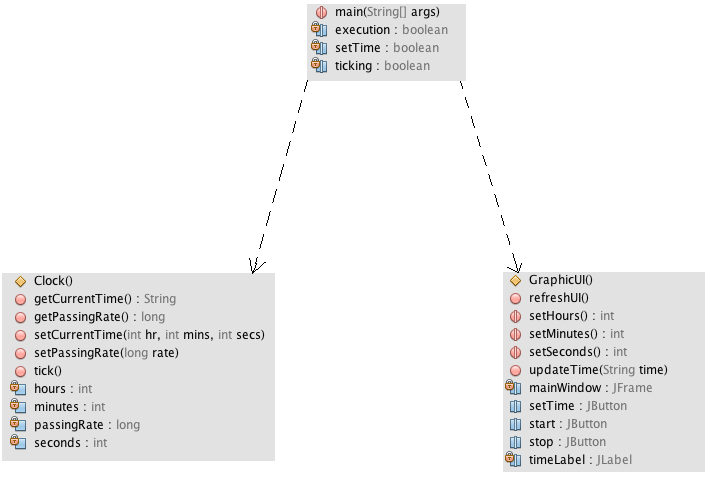 main(String[] args)
execution : boolean
setTime : boolean
ticking : boolean
Clock()
getCurrentTime() : String
getPassingRate() : long
setCurrentTime(int hr, int mins, int secs)
setPassingRate(long rate)
tick()
hours : int
minutes : int
passingRate : long
seconds : int
GraphicUI()
refreshUI()
setHours() : int
setMinutes() : int
setSeconds() : int
updateTime(String time)
mainWindow : JFrame
setTime : JButton
start : JButton
stop : JButton
timeLabel : JLabel